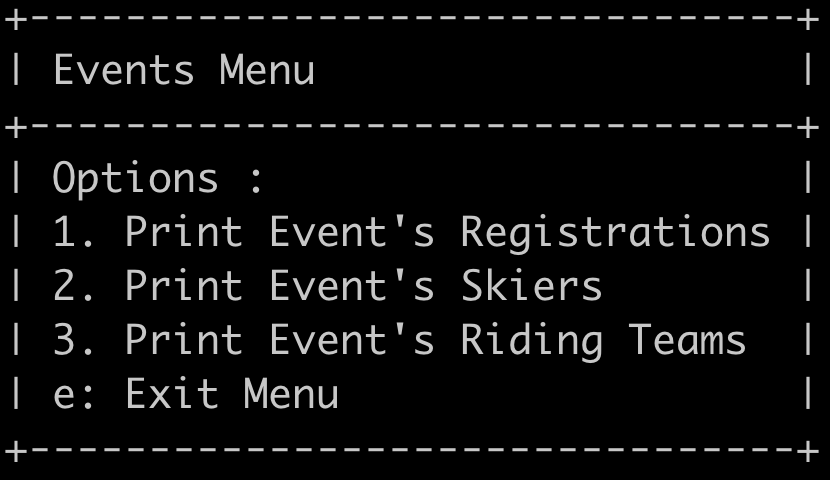 +--------------------------------+
| Events Menu                    |
+--------------------------------+
| Options :                      |
| 1. Print Event's Registrations |
| 2. Print Event's Skiers        |
| 3. Print Event's Riding Teams  |
| e: Exit Menu                   |
+--------------------------------+